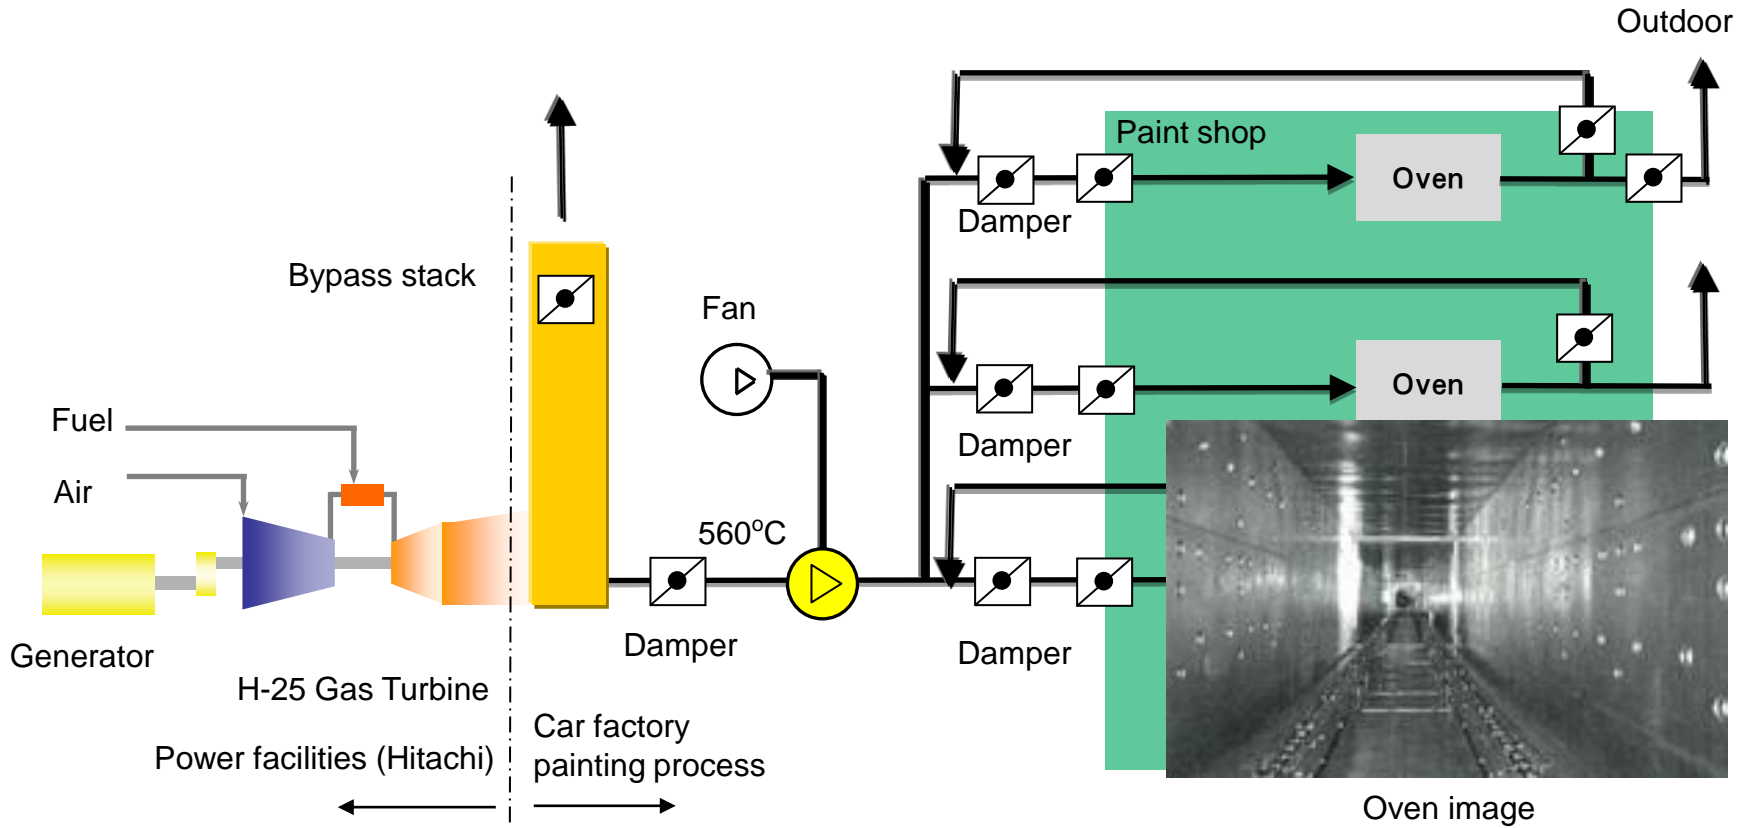 Outdoor
Paint shop
Oven
Damper
Bypass stack
Fan
Oven
Fuel
Damper
Air
560°C
Damper
Damper
Generator
H-25 Gas Turbine
Car factory
painting process
Power facilities (Hitachi)
Oven image